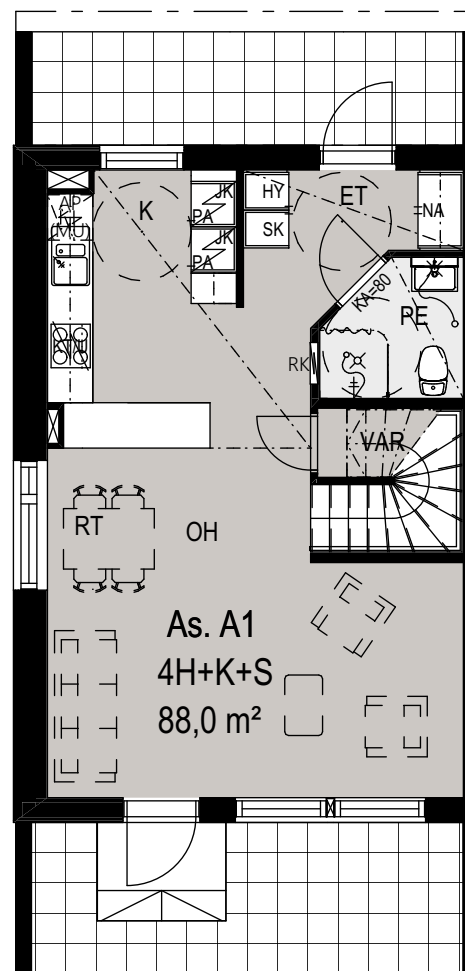 K
JK
PA
JK
PA
AP
(MU)
HY
SK
ET
NA
KA=80
PE
RK
VAR
RT
OH
As. A1
4H+K+S
88,0 m²